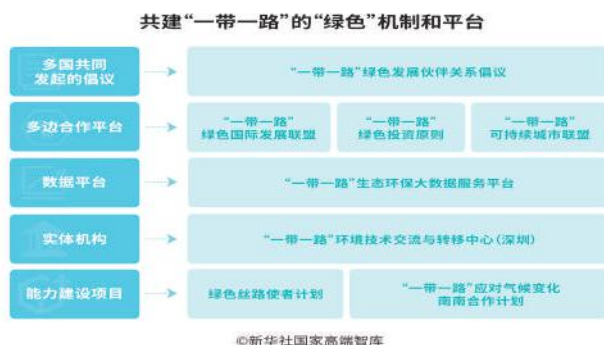 共建“一带一路”的“绿色”机制和平台
多国共同
发起的倡议
“一带一路”绿色发展伙伴关系倡议
多边合作平台
“一带一路”
绿色国际发展联盟
“一带一路”
绿色投资原则
“一带一路”
可持续城市联盟
数据平台
“一带一路”生态环保大数据服务平台
实体机构
“一带一路”环境技术交流与转移中心(深圳)
能力建设项目
绿色丝路使者计划
“一带一路”应对气候变化
南南合作计划
©新华社国家高端智库